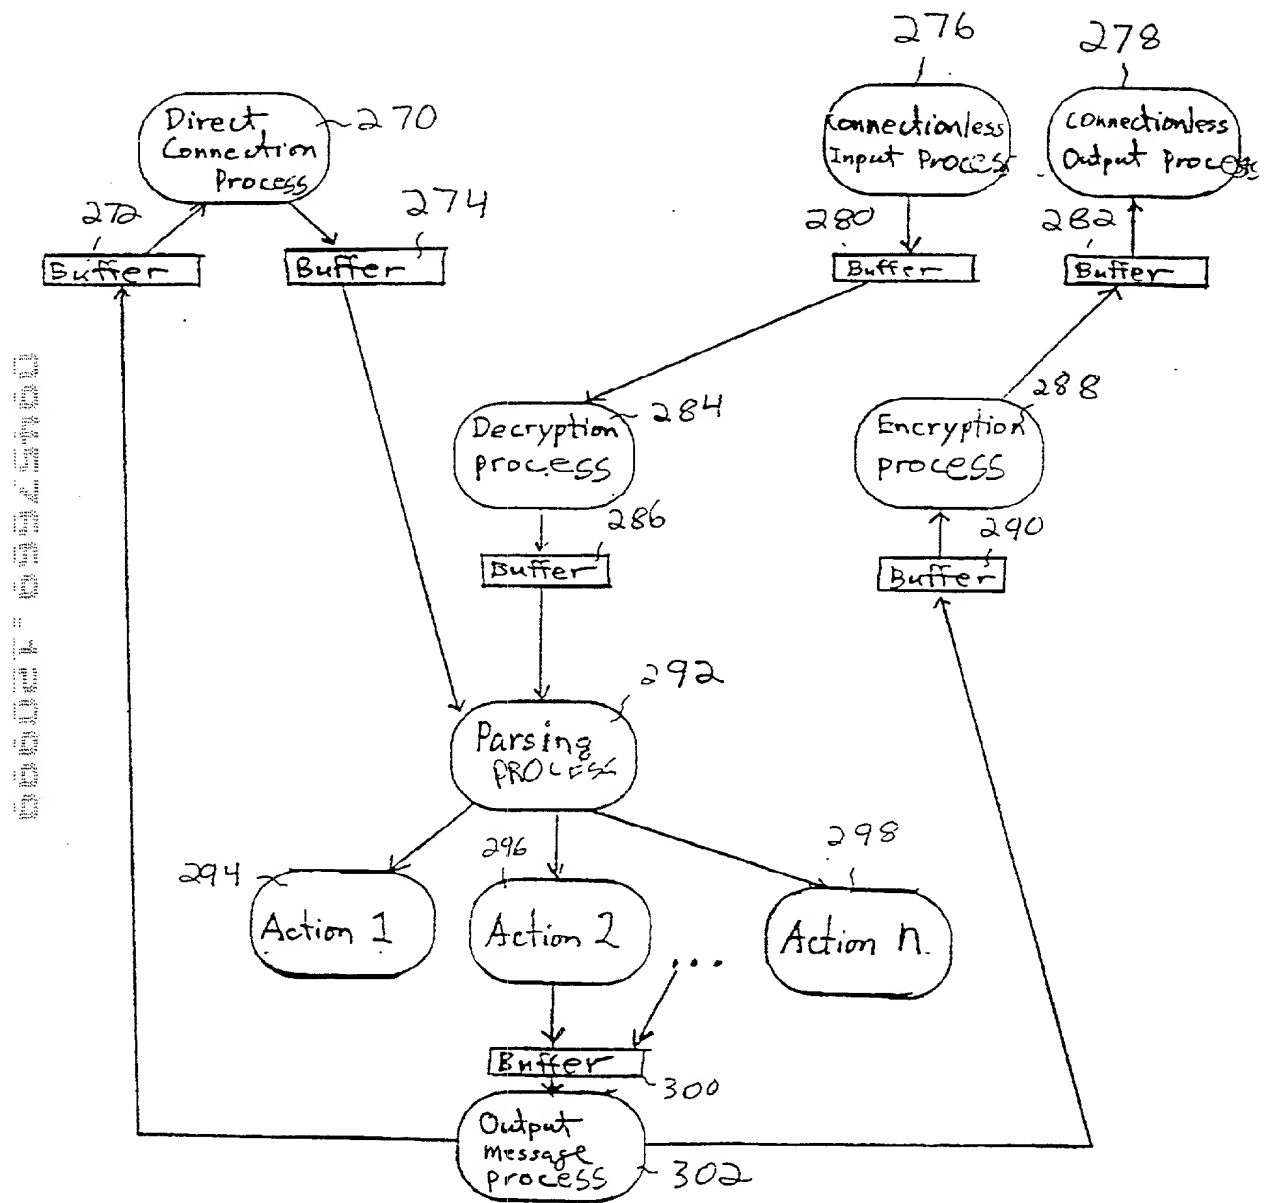 276
278
Direct
Connection
Process
270
Connectionless
Input Process
Connectionless
Output Process
272
274
280
282
Buffer
Buffer
Buffer
Buffer
Decryption
process
284
Encryption
process
288
286
290
Buffer
Buffer
292
Parsing
PROCESS
294
296
298
Action 1
Action 2
Action n
...
Buffer
300
Output
Message
process
302